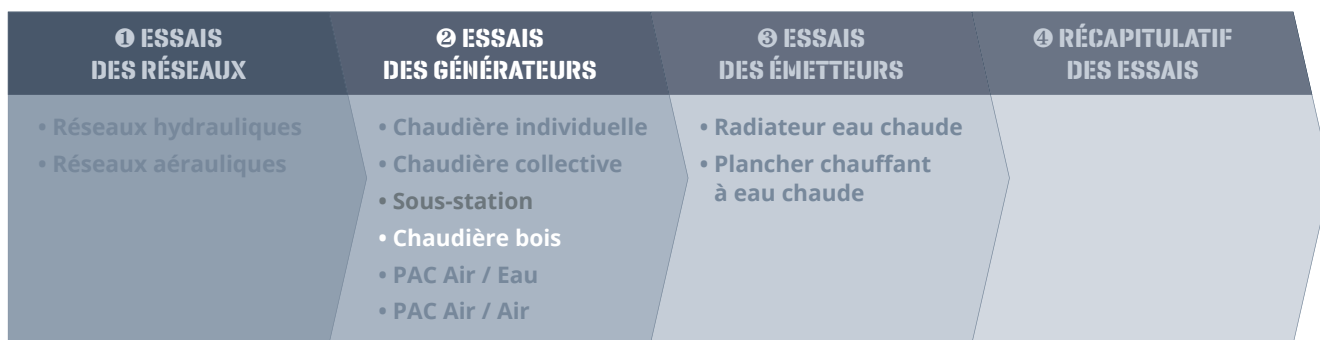 ❶ ESSAIS
DES RÉSEAUX
• Réseaux hydrauliques
• Réseaux aérauliques
❷ ESSAIS
DES GÉNÉRATEURS
• Chaudière individuelle
• Chaudière collective
• Sous-station
• Chaudière bois
• PAC Air / Eau
• PAC Air / Air
❸ ESSAIS
DES ÉMETTEURS
• Radiateur eau chaude
• Plancher chauffant
à eau chaude
❹ RÉCAPITULATIF
DES ESSAIS